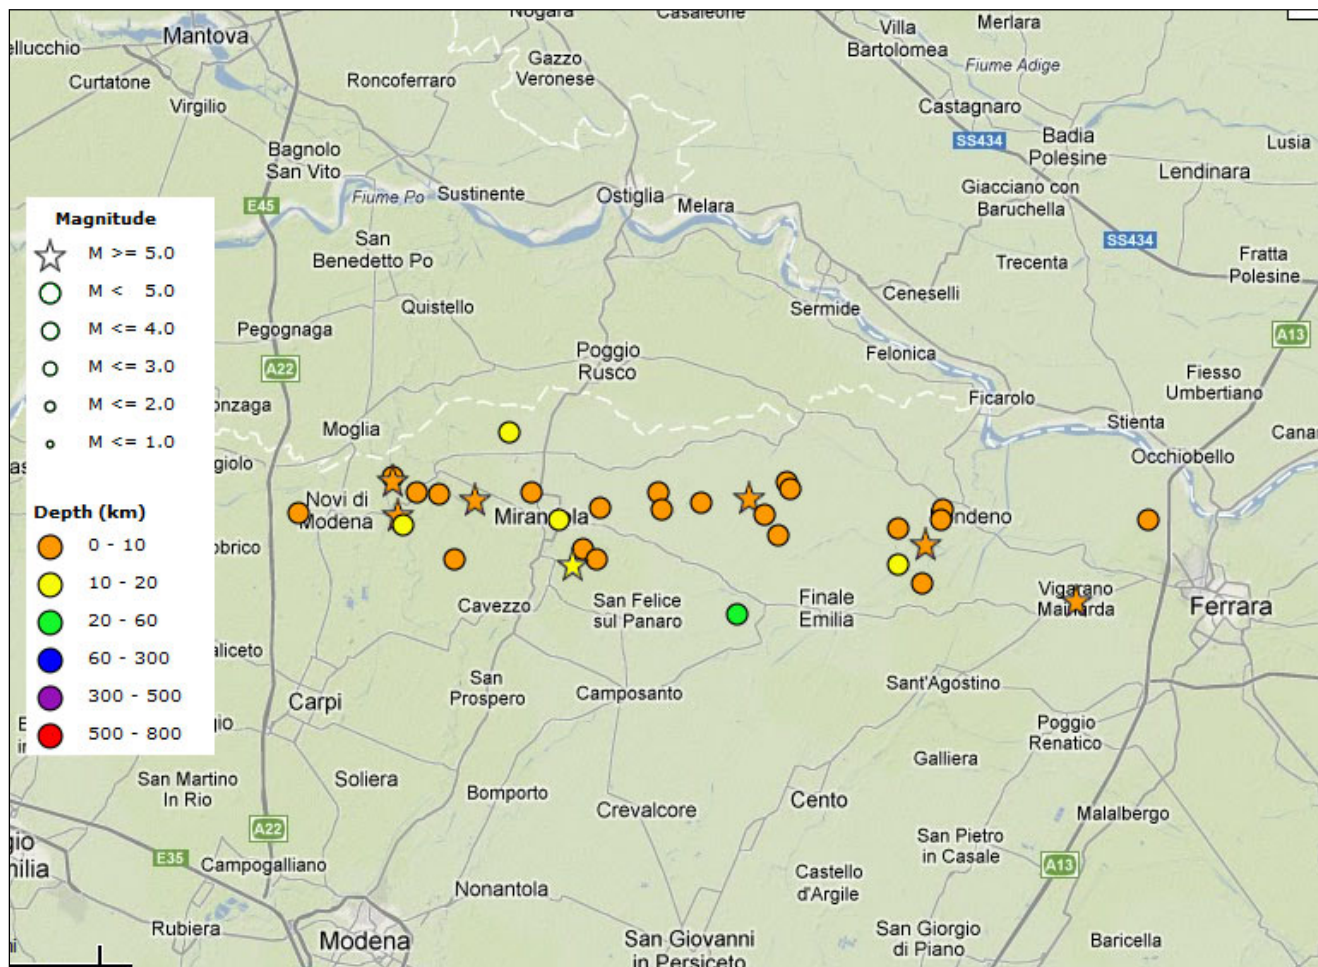 Nogara
Casaleone
Merlara
Mantova
Villa
Bartolomea
Gazzo
Veronese
Fiume Adige
Curtatone
Roncoferraro
Virgilio
Castagnaro
SS434
Badia
Polesine
Lusia
Bagnolo
San Vito
Lendinara
E45
Fiume Po
Sustinente
Ostiglia
Melara
Giacciano con
Baruchella
Magnitude
M >= 5.0
M < 5.0
M <= 4.0
M <= 3.0
M <= 2.0
M <= 1.0
San
Benedetto Po
SS434
Fratta
Polesine
Trecenta
Quistello
Sermide
Ceneselli
Pegognaga
A13
Poggio
Rusco
Felonica
A22
Fiesso
Umbertiano
Ficarolo
Moglia
Stienta
Occhiobello
Depth (km)
0 - 10
10 - 20
20 - 60
60 - 300
300 - 500
500 - 800
Novi di
Modena
Cavezzo
San Felice
sul Panaro
Finale
Emilia
Vigarano
Ferrara
Carpi
San
Prospero
Camposanto
Sant'Agostino
Poggio
Renatico
Galliera
San Martino
In Rio
Soliera
Bomporto
Crevalcore
Cento
Malalbergo
A22
E35
Campogalliano
San Pietro
in Casale
A13
Nonantola
Castello
d'Argile
Rubiera
Modena
San Giovanni
in Persiceto
San Giorgio
di Piano
Baricella